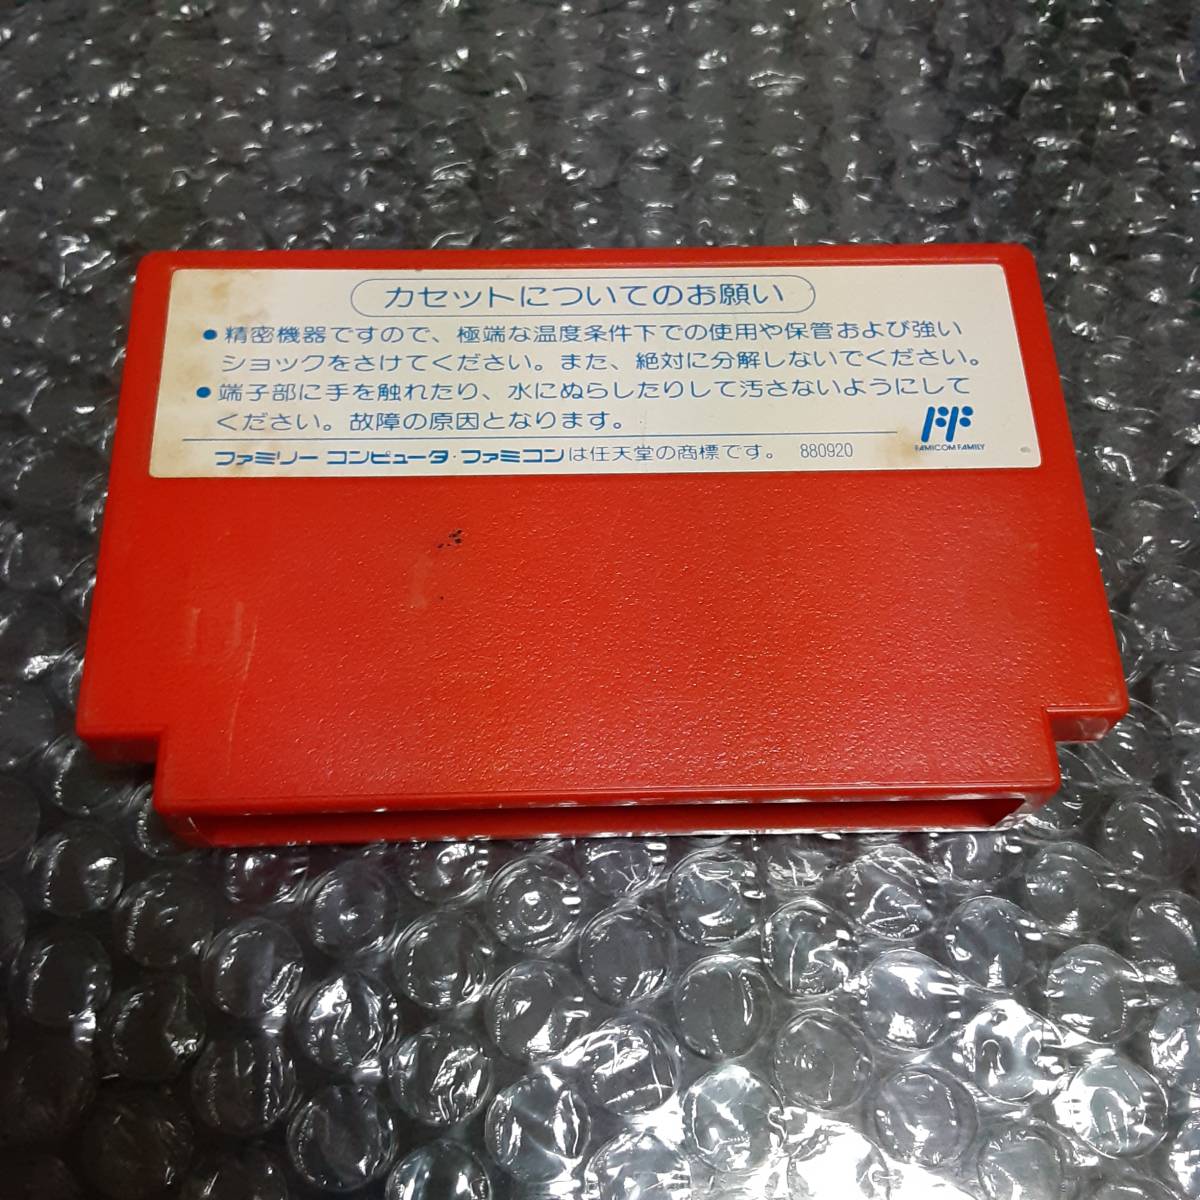 カセットについてのお願い
●精密機器ですので、極端な温度条件下での使用や保管および強い
ショックをさけてください。また、絶対に分解しないでください。
●端子部に手を触れたり、水にぬらしたりして汚さないようにして
ください。故障の原因となります。
FF
FAMICOM FAMILY
ファミリー コンピュータ・ファミコンは任天堂の商標です。 880920